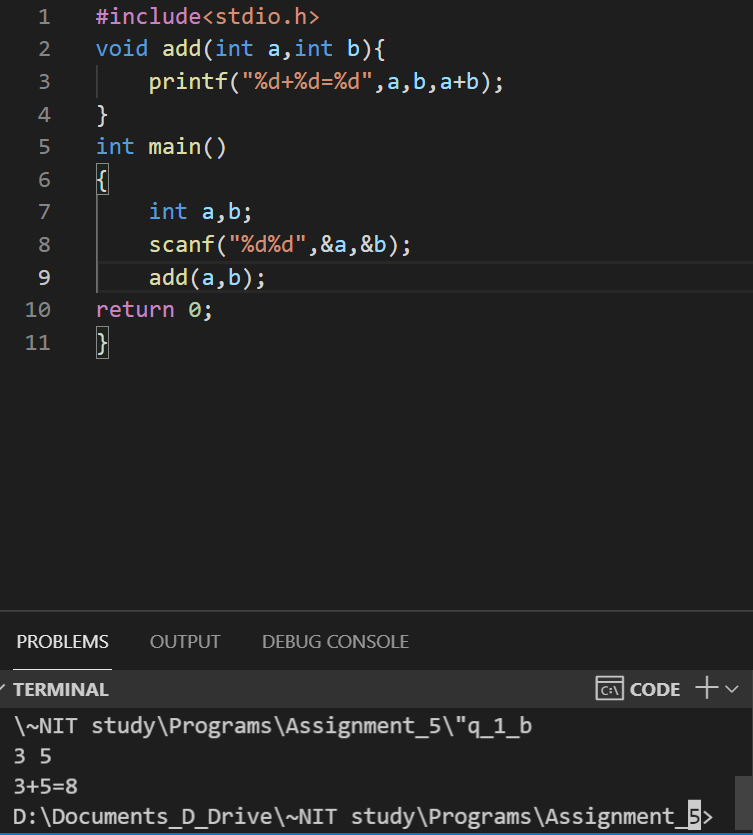 1 #include<stdio.h>
2 void add(int a,int b){
3 printf("%d+%d=%d",a,b,a+b);
4 }
5 int main()
6 {
7 int a,b;
8 scanf("%d%d",&a,&b);
9 add(a,b);
10 return 0;
11 }
PROBLEMS OUTPUT DEBUG CONSOLE
TERMINAL C:\ CODE
\~NIT study\Programs\Assignment_5\"q_1_b
3 5
3+5=8
D:\Documents_D_Drive\~NIT study\Programs\Assignment_5>